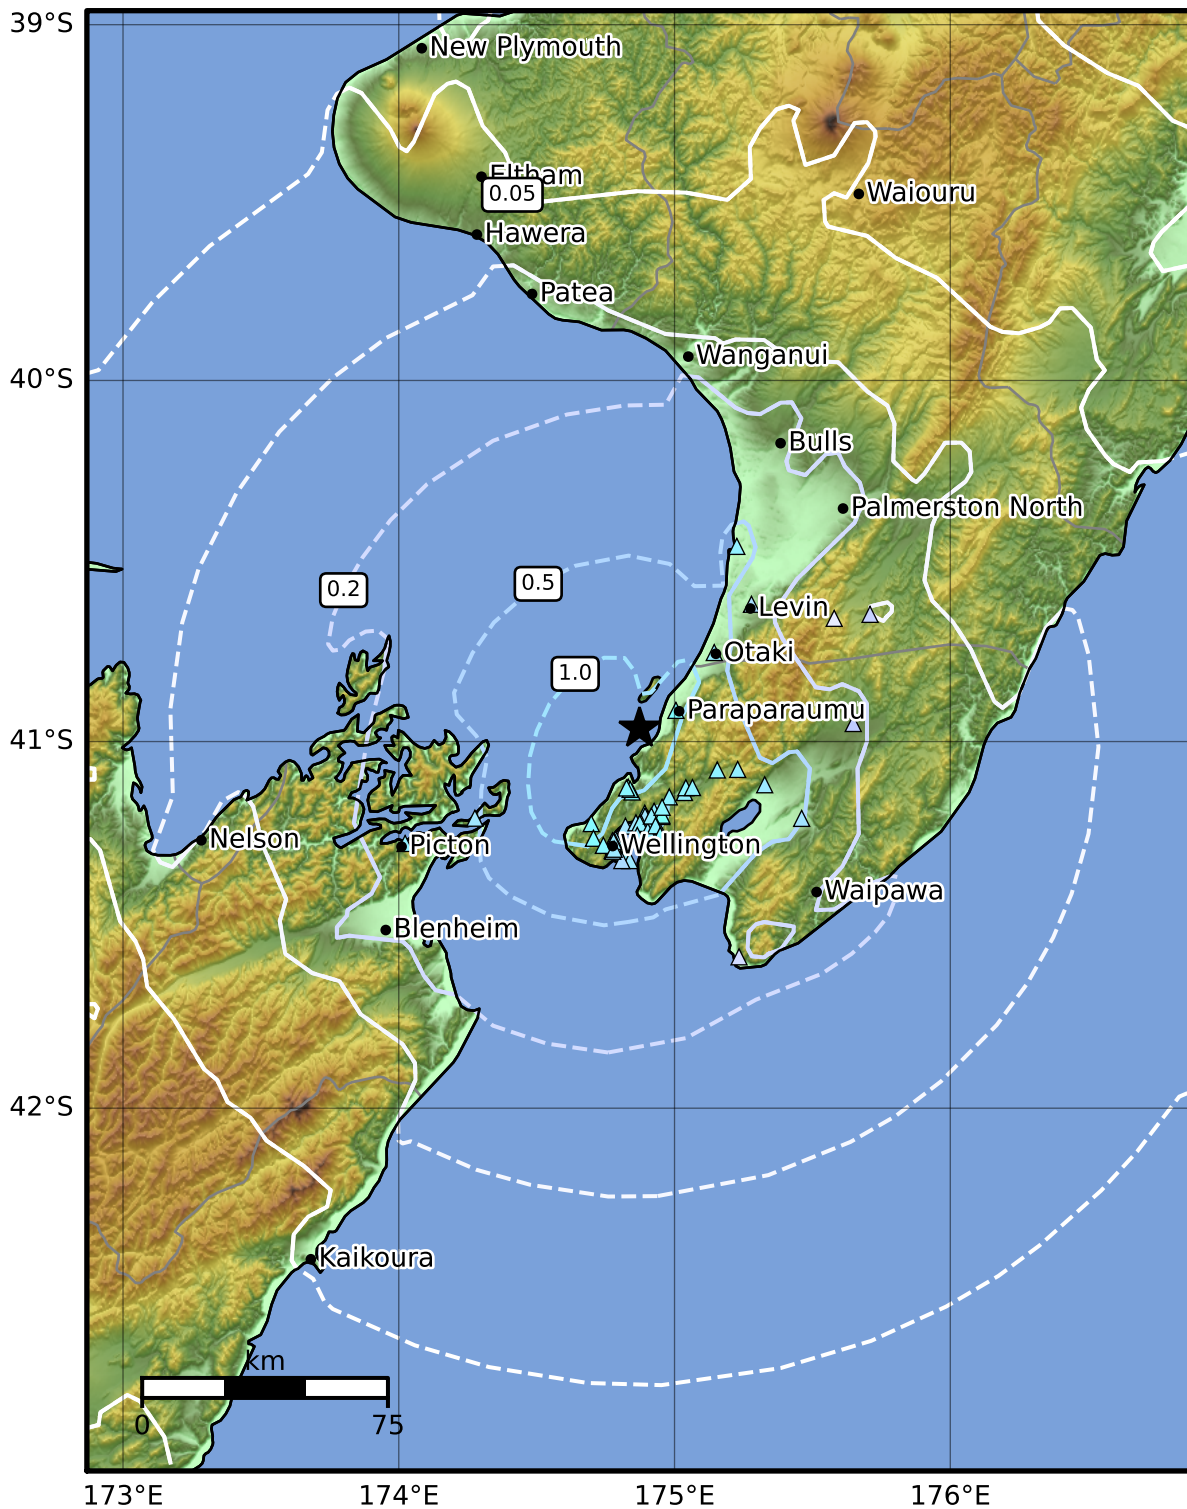 39°S
New Plymouth
Eltham
0.05
Waiouru
Hawera
Patea
Wanganui
40°S
Bulls
Palmerston North
0.2
0.5
Levin
Otaki
1.0
Paraparaumu
41°S
Nelson
Picton
Wellington
Waipawa
Blenheim
42°S
Kaikoura
km
0
75
173°E
174°E
175°E
176°E